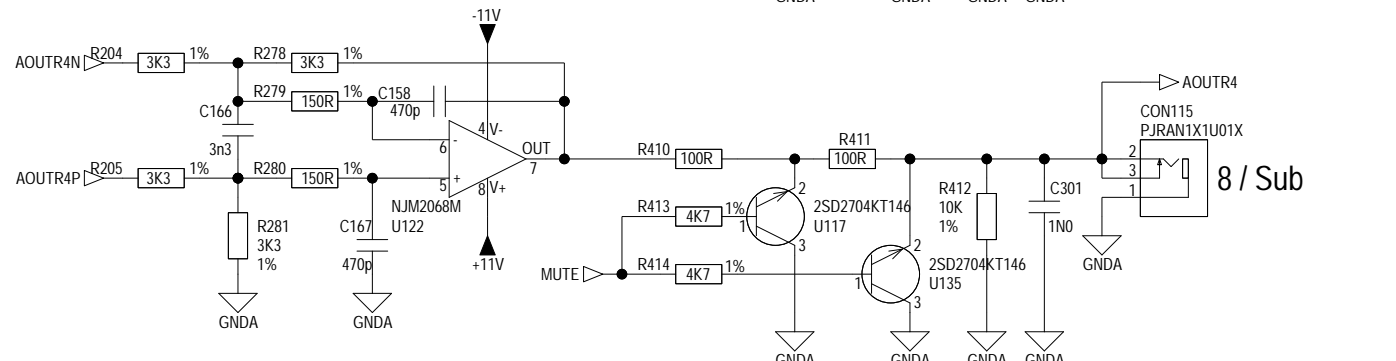 GNDA GNDA GNDA GNDA
-11V
AOUTR4N R204 3K3 1% R278 3K3 1%
R279 150R 1% C158 470p
C166 3n3
AOUTR4P R205 3K3 1% R280 150R 1%
4 V-
6 -
5 +
8 V+
OUT
7
NJM2068M
U122
R281
3K3
1%
C167
470p
+11V
GNDA GNDA
R410 100R R411 100R
R413 4K7 1% 1 2 3
2SD2704KT146
U117
MUTE R414 4K7 1% 1 2 3
2SD2704KT146
U135
R412
10K
1%
C301
1N0
AOUTR4
CON115
PJRAN1X1U01X
2
3
1
8 / Sub
GNDA
GNDA GNDA GNDA GNDA